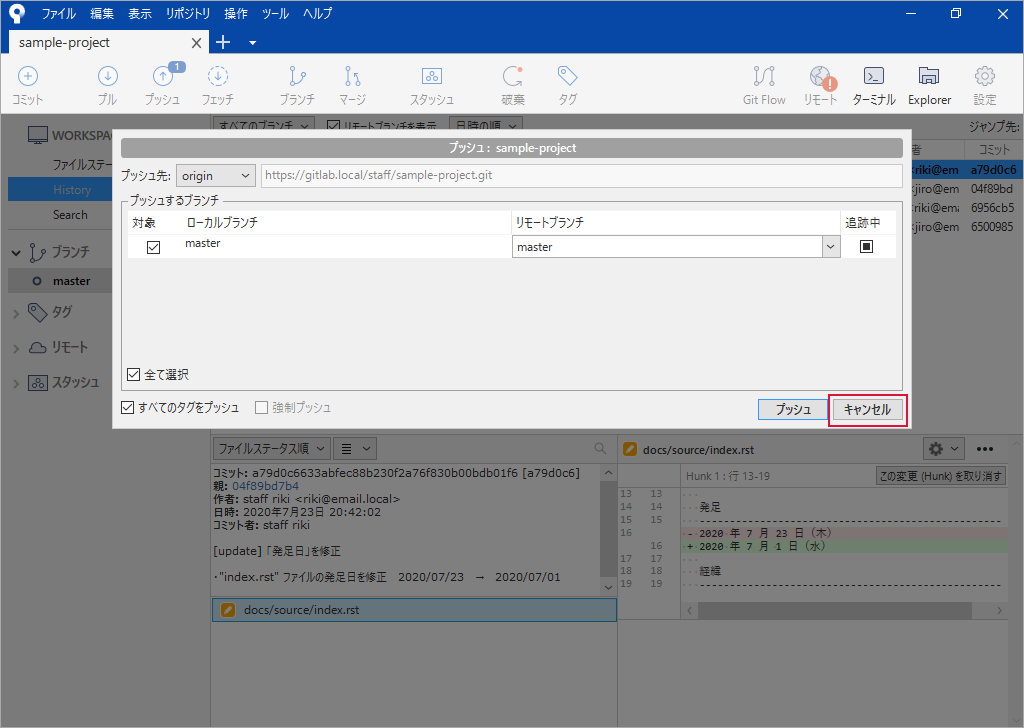 ファイル 編集 表示 リポジトリ 操作 ツール ヘルプ
sample-project
1
コミット プル プッシュ フェッチ ブランチ マージ スタッシュ 破棄 タグ Git Flow リモート ターミナル Explorer 設定
すべてのブランチ リモートブランチを表示 日時の順 ジャンプ先:
WORKSPA
ファイルステー
History
Search
ブランチ
master
タグ
リモート
スタッシュ
者 コミット
<riki@em a79d0c6
<jiro@em 04f89bd
<riki@em 6956cb5
<jiro@em 6500985
プッシュ : sample-project
プッシュ先: origin https://gitlab.local/staff/sample-project.git
プッシュするブランチ
対象 ローカルブランチ リモートブランチ 追跡中
master master
全て選択
すべてのタグをプッシュ 強制プッシュ
プッシュ キャンセル
ファイルステータス順
コミット: a79d0c6633abfec88b230f2a76f830b00bdb01f6 [a79d0c6]
親: 04f89bd7b4
作者: staff riki <riki@email.local>
日時: 2020年7月23日 20:42:02
コミット者: staff riki
[update] 「発足日」を修正
・"index.rst" ファイルの発足日を修正 2020/07/23 → 2020/07/01
docs/source/index.rst
docs/source/index.rst
Hunk 1 : 行 13-19 この変更 (Hunk) を取り消す
13 13
14 14 発足
15 15 ----------------------------------------
16 - 2020 年 7 月 23 日 (木)
16 + 2020 年 7 月 1 日 (水)
17 17
18 18 経緯
19 19 ----------------------------------------